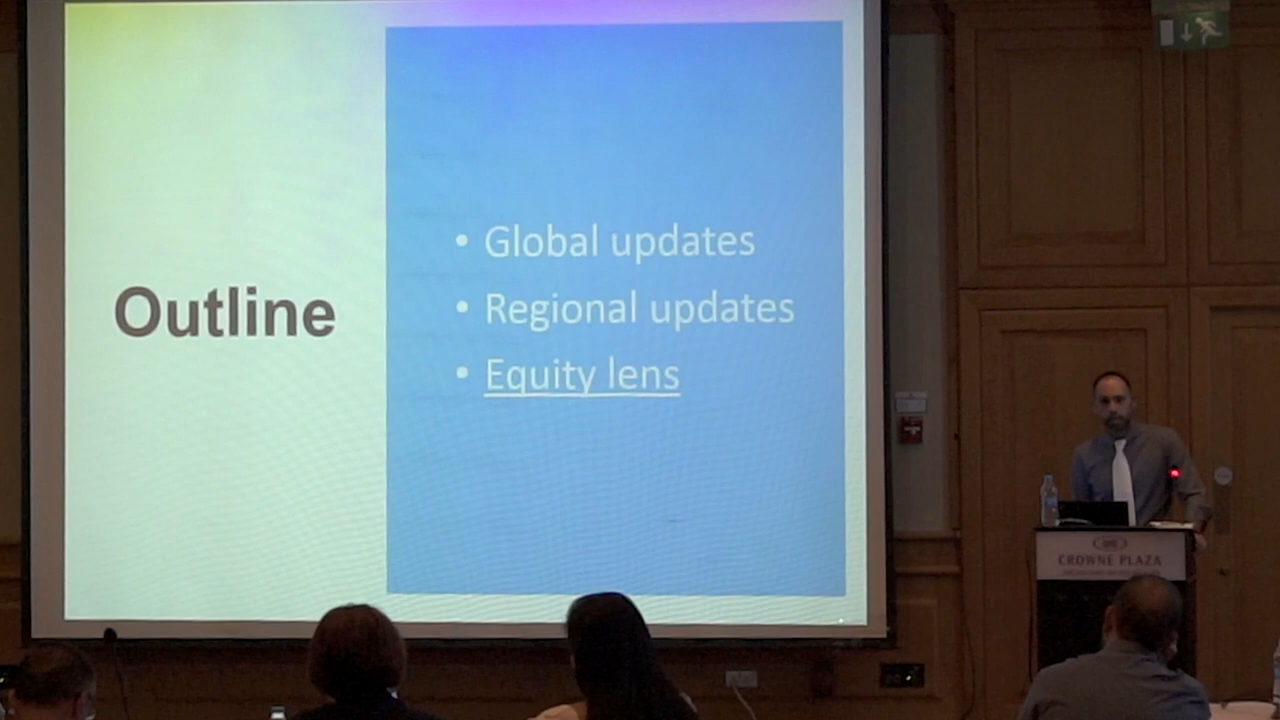 Outline
• Global updates
• Regional updates
• Equity lens
CROWNE PLAZA